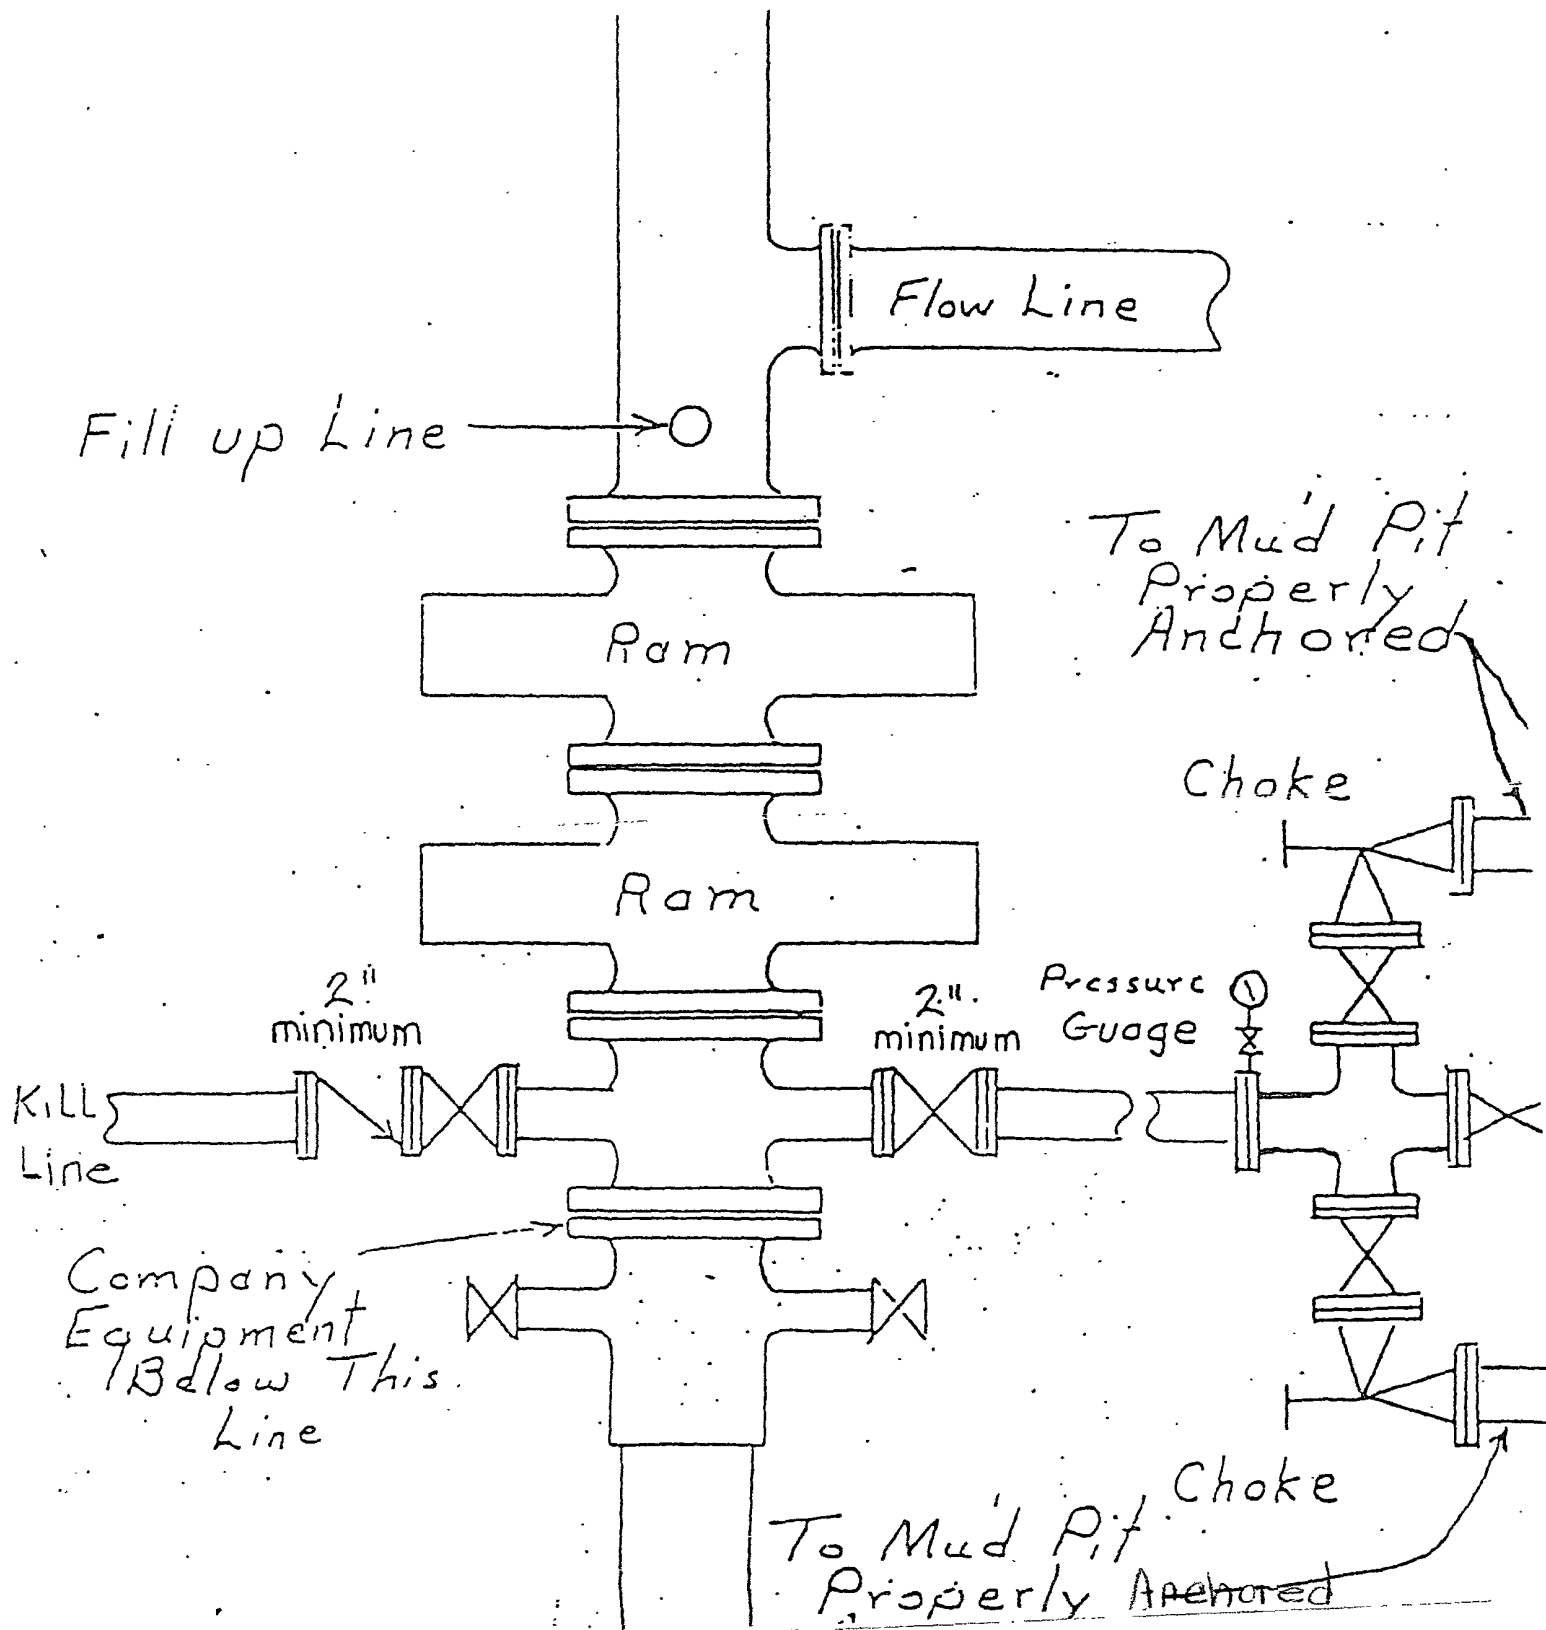 Flow Line
Fill up Line
To Mud Pit
Properly
Anchored
Ram
Choke
Ram
2"
minimum
2"
minimum
Pressure
Guage
Kill
Line
Company
Equipment
Below This
Line
Choke
To Mud Pit
Properly Anchored